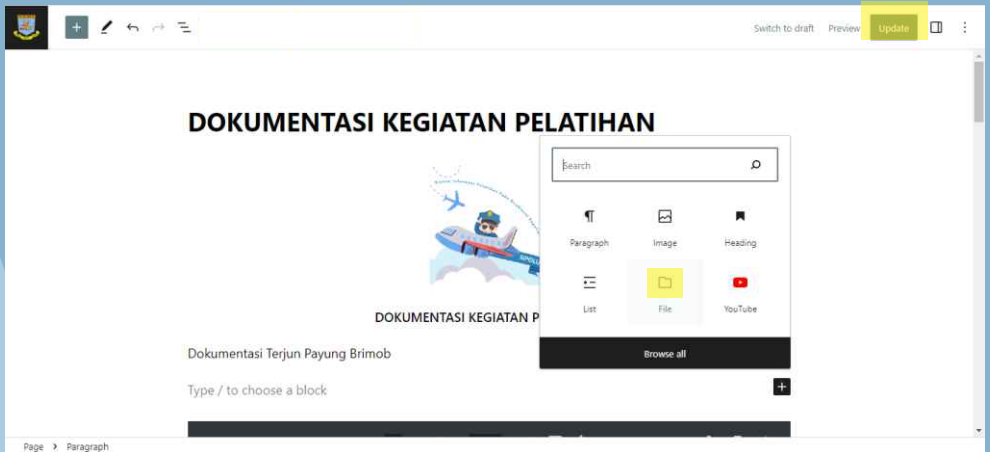 Switch to draft Preview Update
DOKUMENTASI KEGIATAN PELATIHAN
Search
Paragraph Image Heading
List File YouTube
Browse all
DOKUMENTASI KEGIATAN P
Dokumentasi Terjun Payung Brimob
Type / to choose a block
Page > Paragraph